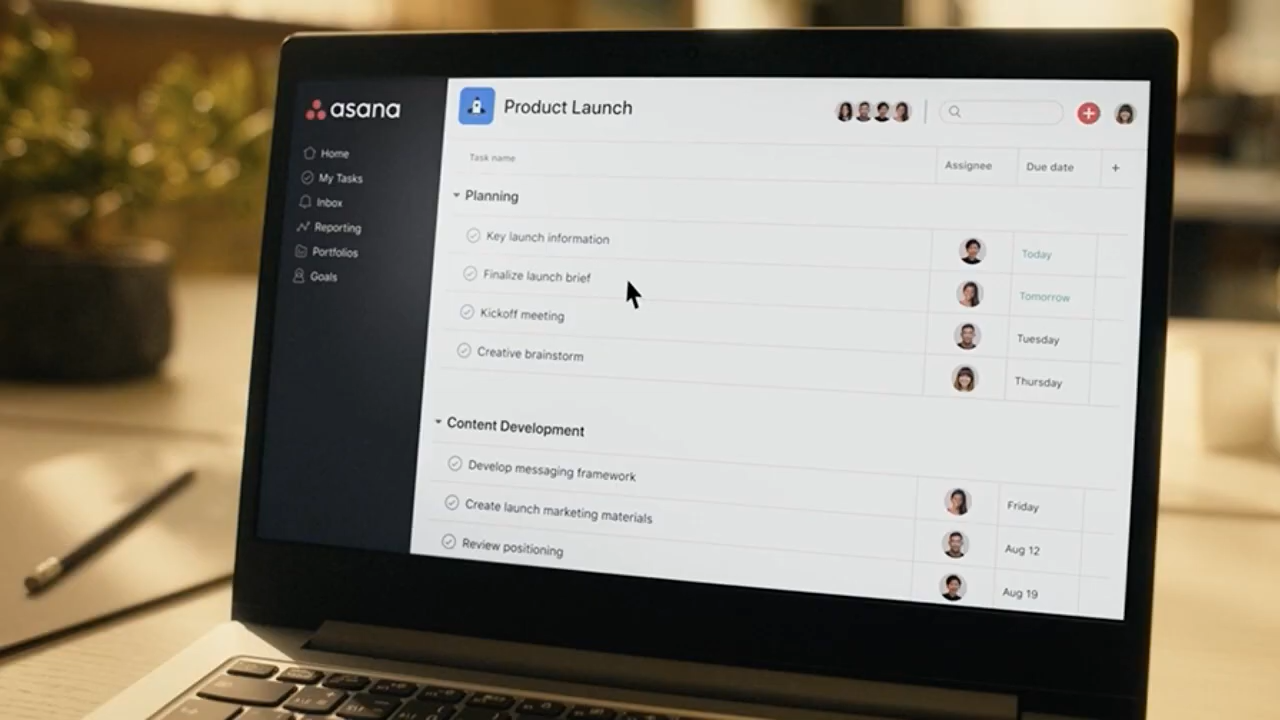 asana
Home
My Tasks
Inbox
Reporting
Portfolios
Goals
Product Launch
Task name
Assignee
Due date
Planning
Key launch information
Today
Finalize launch brief
Tomorrow
Kickoff meeting
Tuesday
Creative brainstorm
Thursday
Content Development
Develop messaging framework
Friday
Create launch marketing materials
Aug 12
Review positioning
Aug 19